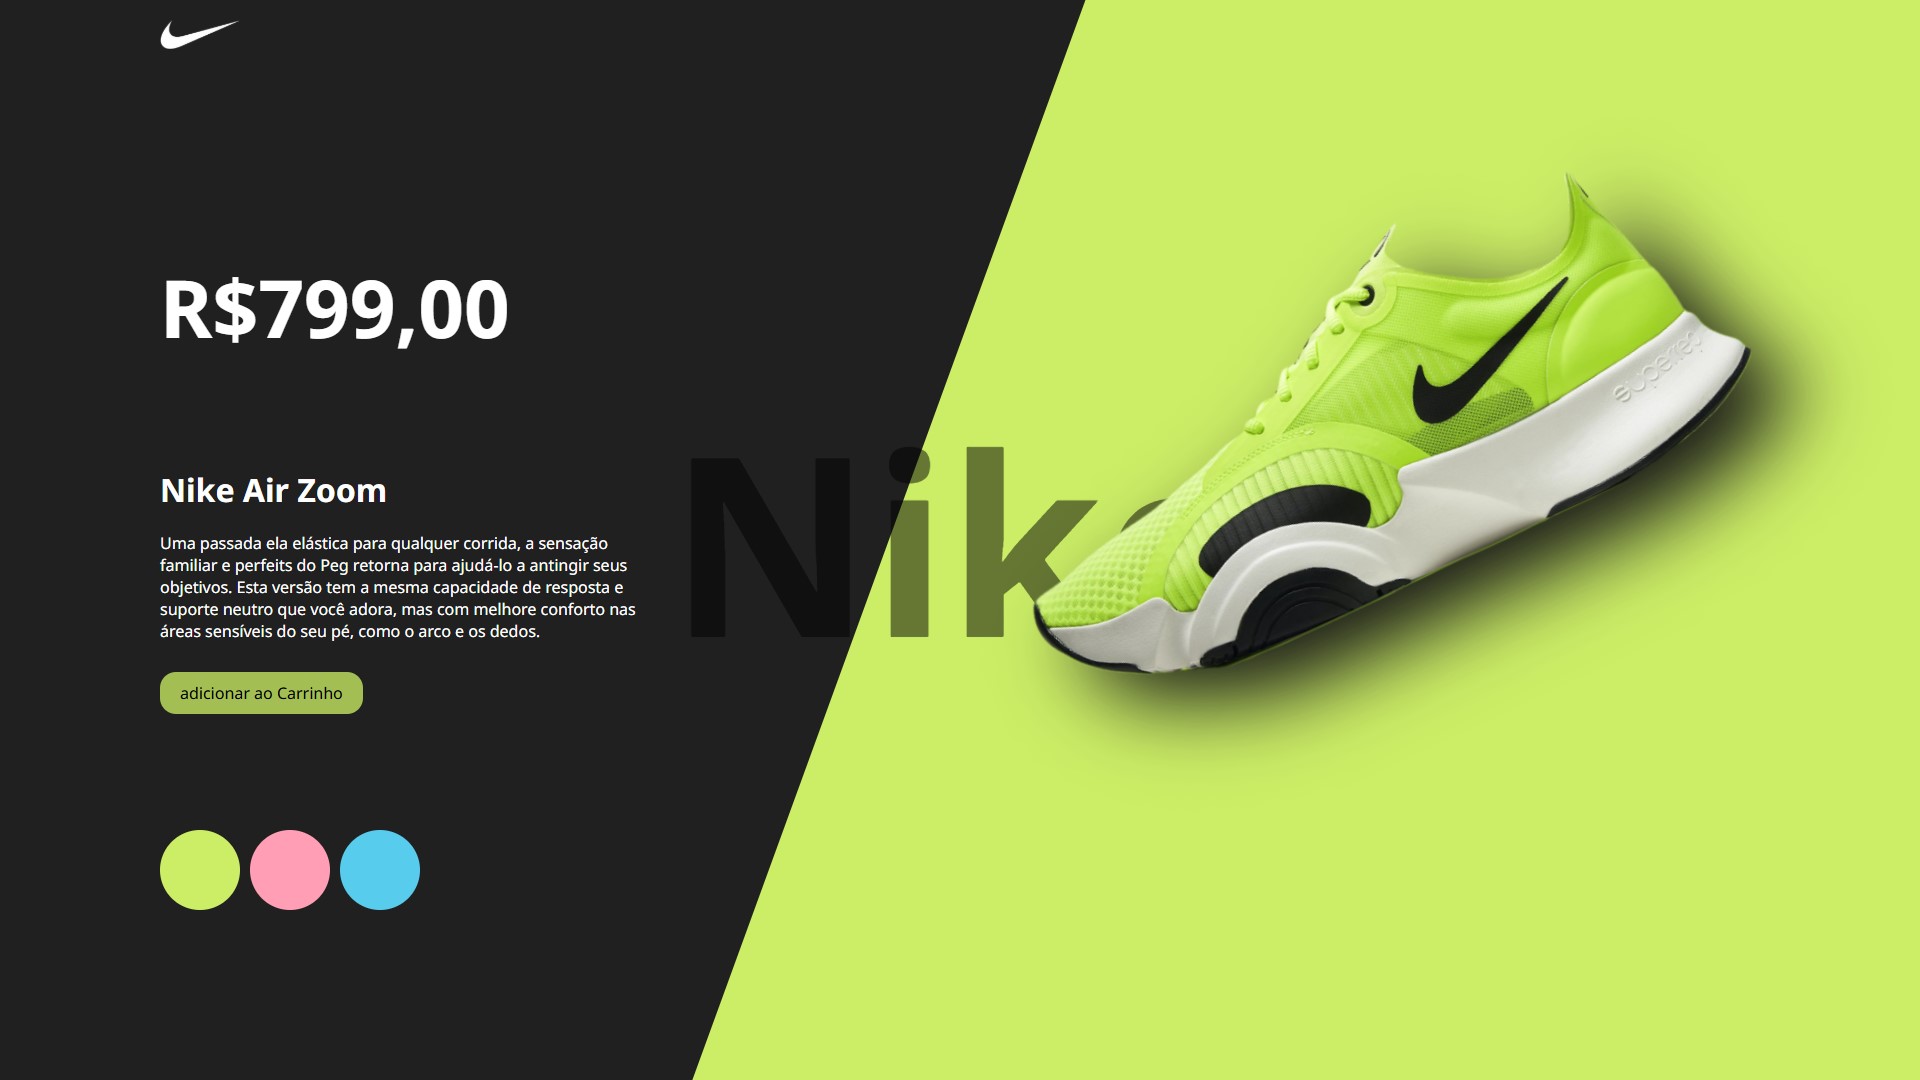 R$799,00
Nike Air Zoom
Uma passada ela elástica para qualquer corrida, a sensação
familiar e perfeits do Peg retorna para ajudá-lo a antingir seus
objetivos. Esta versão tem a mesma capacidade de resposta e
suporte neutro que você adora, mas com melhore conforto nas
áreas sensíveis do seu pé, como o arco e os dedos.
adicionar ao Carrinho
Nike
superrep